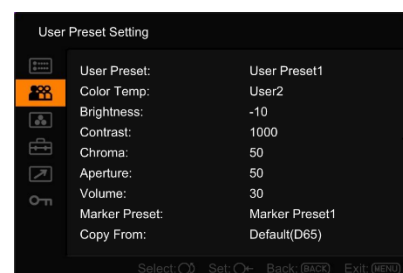 User Preset Setting
User Preset: User Preset1
Color Temp: User2
Brightness: -10
Contrast: 1000
Chroma: 50
Aperture: 50
Volume: 30
Marker Preset: Marker Preset1
Copy From: Default(D65)
Select: Set: Back:(BACK) Exit:(MENU)